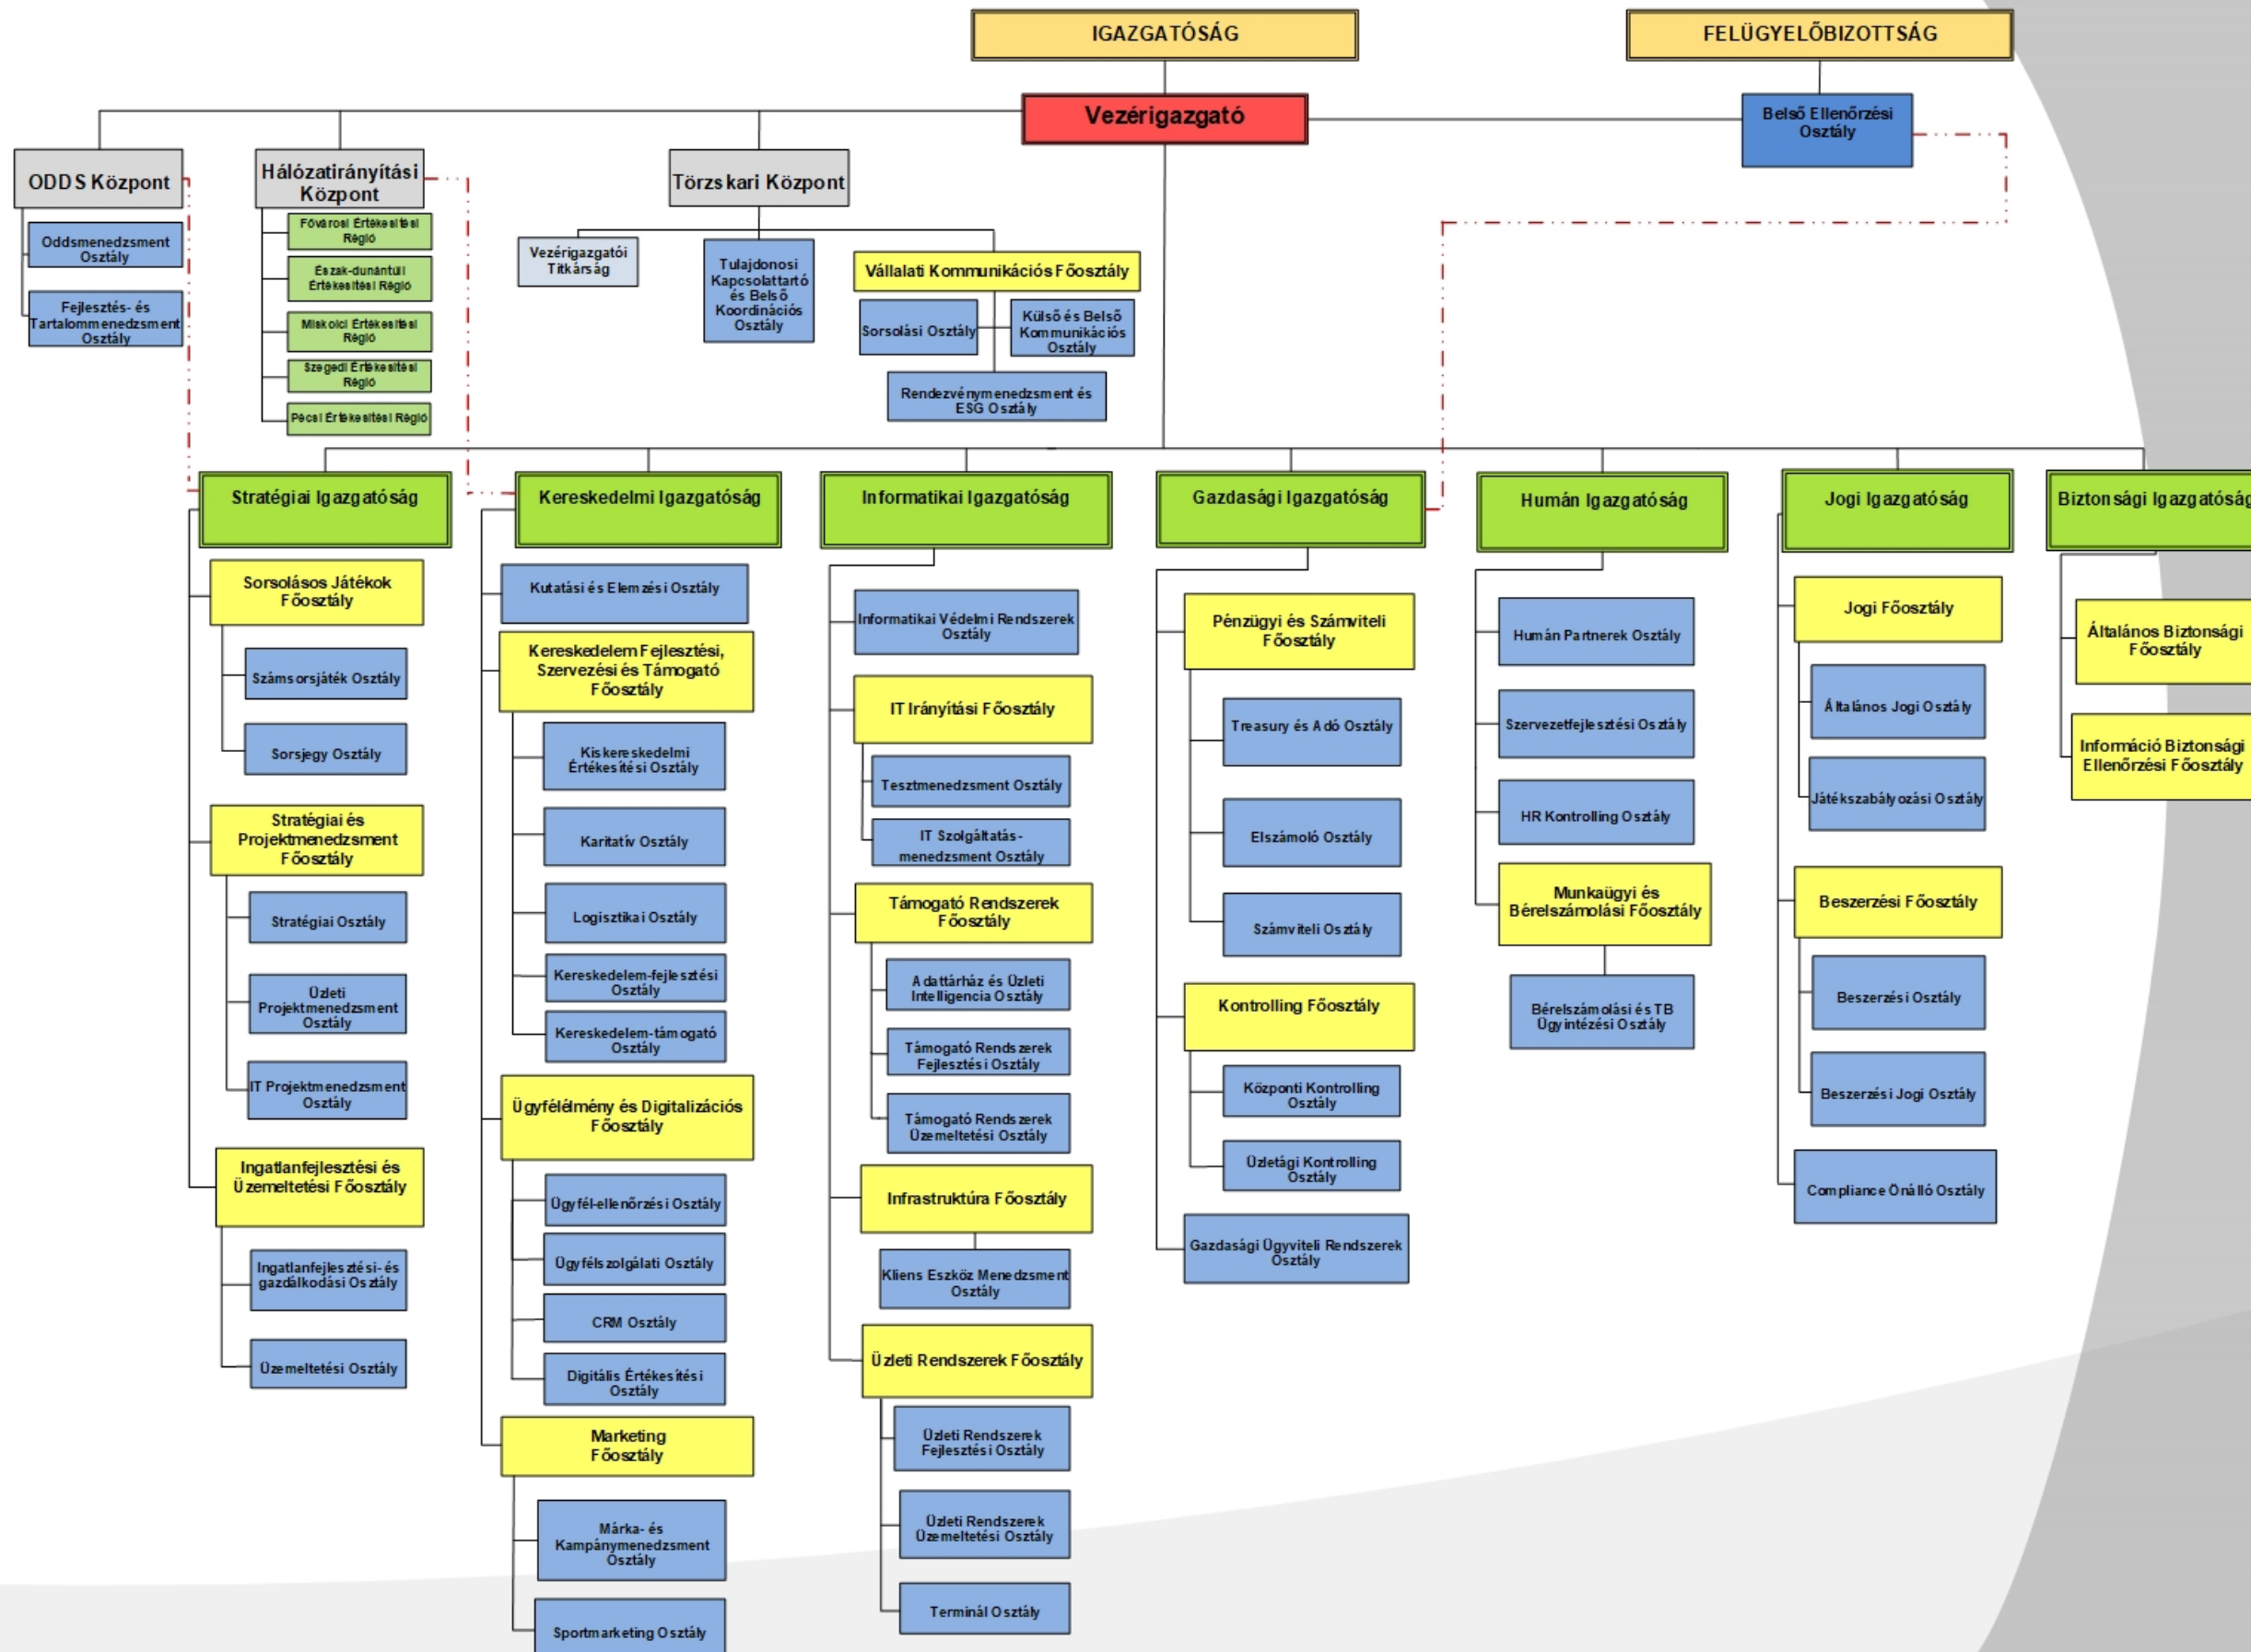 IGAZGATÓSÁG
FELÜGYELŐBIZOTTSÁG
Vezérigazgató
Belső Ellenőrzési
Osztály
ODDS Központ
Oddsmenedzsment
Osztály
Fejlesztés- és
Tartalommenedzsment
Osztály
Hálózatirányítási
Központ
Fővárosi Értékesítési
Régió
Észak-dunántúli
Értékesítési Régió
Miskolci Értékesítési
Régió
Szegedi Értékesítési
Régió
Pécsi Értékesítési Régió
Törzskari Központ
Vezérigazgatói
Titkárság
Tulajdonosi
Kapcsolattartó
és Belső
Koordinációs
Osztály
Vállalati Kommunikációs Főosztály
Sorsolási Osztály
Külső és Belső
Kommunikációs
Osztály
Rendezvénymenedzsment és
ESG Osztály
Stratégiai Igazgatóság
Sorsolásos Játékok
Főosztály
Számsorsjáték Osztály
Sorsjegy Osztály
Stratégiai és
Projektmenedzsment
Főosztály
Stratégiai Osztály
Üzleti
Projektmenedzsment
Osztály
IT Projektmenedzsment
Osztály
Ingatlanfejlesztési és
Üzemeltetési Főosztály
Ingatlanfejlesztési- és
gazdálkodási Osztály
Üzemeltetési Osztály
Kereskedelmi Igazgatóság
Kutatási és Elemzési Osztály
Kereskedelem Fejlesztési,
Szervezési és Támogató
Főosztály
Kiskereskedelmi
Értékesítési Osztály
Karitatív Osztály
Logisztikai Osztály
Kereskedelem-fejlesztési
Osztály
Kereskedelem-támogató
Osztály
Ügyfélélmény és Digitalizációs
Főosztály
Ügyfél-ellenőrzési Osztály
Ügyfélszolgálati Osztály
CRM Osztály
Digitális Értékesítési
Osztály
Marketing
Főosztály
Márka- és
Kampánymenedzsment
Osztály
Sportmarketing Osztály
Informatikai Igazgatóság
Informatikai Védelmi Rendszerek
Osztály
IT Irányítási Főosztály
Tesztmenedzsment Osztály
IT Szolgáltatás-
menedzsment Osztály
Támogató Rendszerek
Főosztály
Adattárház és Üzleti
Intelligencia Osztály
Támogató Rendszerek
Fejlesztési Osztály
Támogató Rendszerek
Üzemeltetési Osztály
Infrastruktúra Főosztály
Kliens Eszköz Menedzsment
Osztály
Üzleti Rendszerek Főosztály
Üzleti Rendszerek
Fejlesztési Osztály
Üzleti Rendszerek
Üzemeltetési Osztály
Terminál Osztály
Gazdasági Igazgatóság
Pénzügyi és Számviteli
Főosztály
Treasury és Adó Osztály
Elszámoló Osztály
Számviteli Osztály
Kontrolling Főosztály
Központi Kontrolling
Osztály
Üzletági Kontrolling
Osztály
Gazdasági Ügyviteli Rendszerek
Osztály
Humán Igazgatóság
Humán Partnerek Osztály
Szervezetfejlesztési Osztály
HR Kontrolling Osztály
Munkaügyi és
Bérelszámolási Főosztály
Bérelszámolási és TB
Ügyintézési Osztály
Jogi Igazgatóság
Jogi Főosztály
Általános Jogi Osztály
Játékszabályozási Osztály
Beszerzési Főosztály
Beszerzési Osztály
Beszerzési Jogi Osztály
Compliance Önálló Osztály
Biztonsági Igazgatóság
Általános Biztonsági
Főosztály
Információ Biztonsági
Ellenőrzési Főosztály